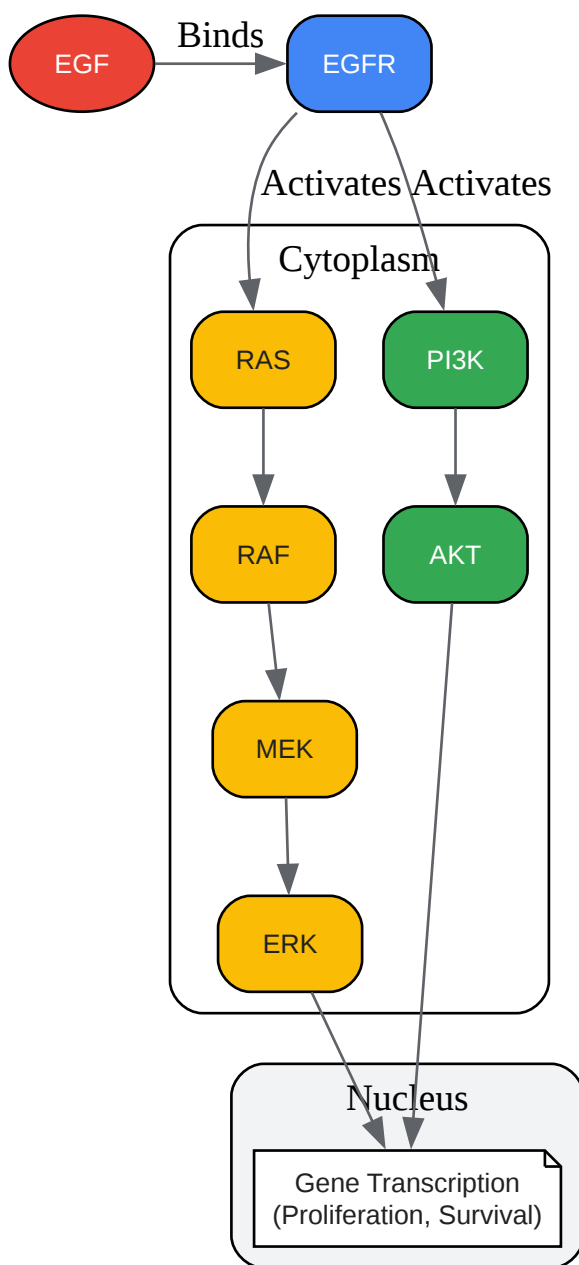 Binds
EGF
EGFR
Activates
Activates
Cytoplasm
RAS
PI3K
RAF
AKT
MEK
ERK
Nucleus
Gene Transcription
(Proliferation, Survival)